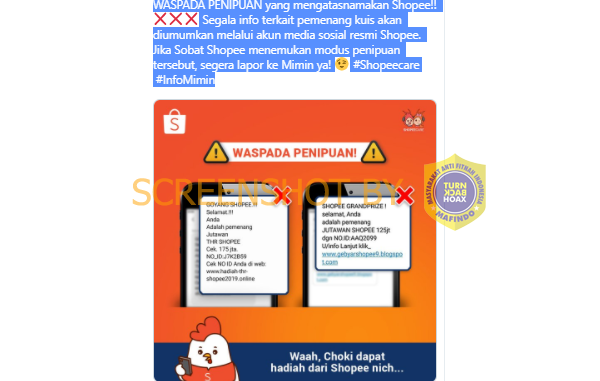 WASPADA PENIPUAN yang mengatasnamakan Shopee!!
❌❌❌ Segala info terkait pemenang kuis akan
diumumkan melalui akun media sosial resmi Shopee.
Jika Sobat Shopee menemukan modus penipuan
tersebut, segera lapor ke Mimin ya! 😉 #Shopeecare
#InfoMimin
S
WASPADA PENIPUAN!
GOYANG SHOPEE !!
Selamat.!!!
Anda
Adalah pemenang
Jutawan
THR SHOPEE
Cek. 175 jta.
NO,ID:J7K2B59
Cek NO ID Anda di web:
www.hadiah-thr-
shopee2019.online
SHOPEE GRANDPRIZE !
selamat, Anda
adalah pemenang
JUTAWAN SHOPEE 125jt
dgn NO.ID:AAQ2099
U/info Lanjut klik_
www.gebyarshopee9.blogspo
t.com
SCREENSHOT BY
MASYARAKAT ANTI FITNAH INDONESIA
TURN
BACK
HOAX
MAFINDO
S
Waah, Choki dapat
hadiah dari Shopee nich...